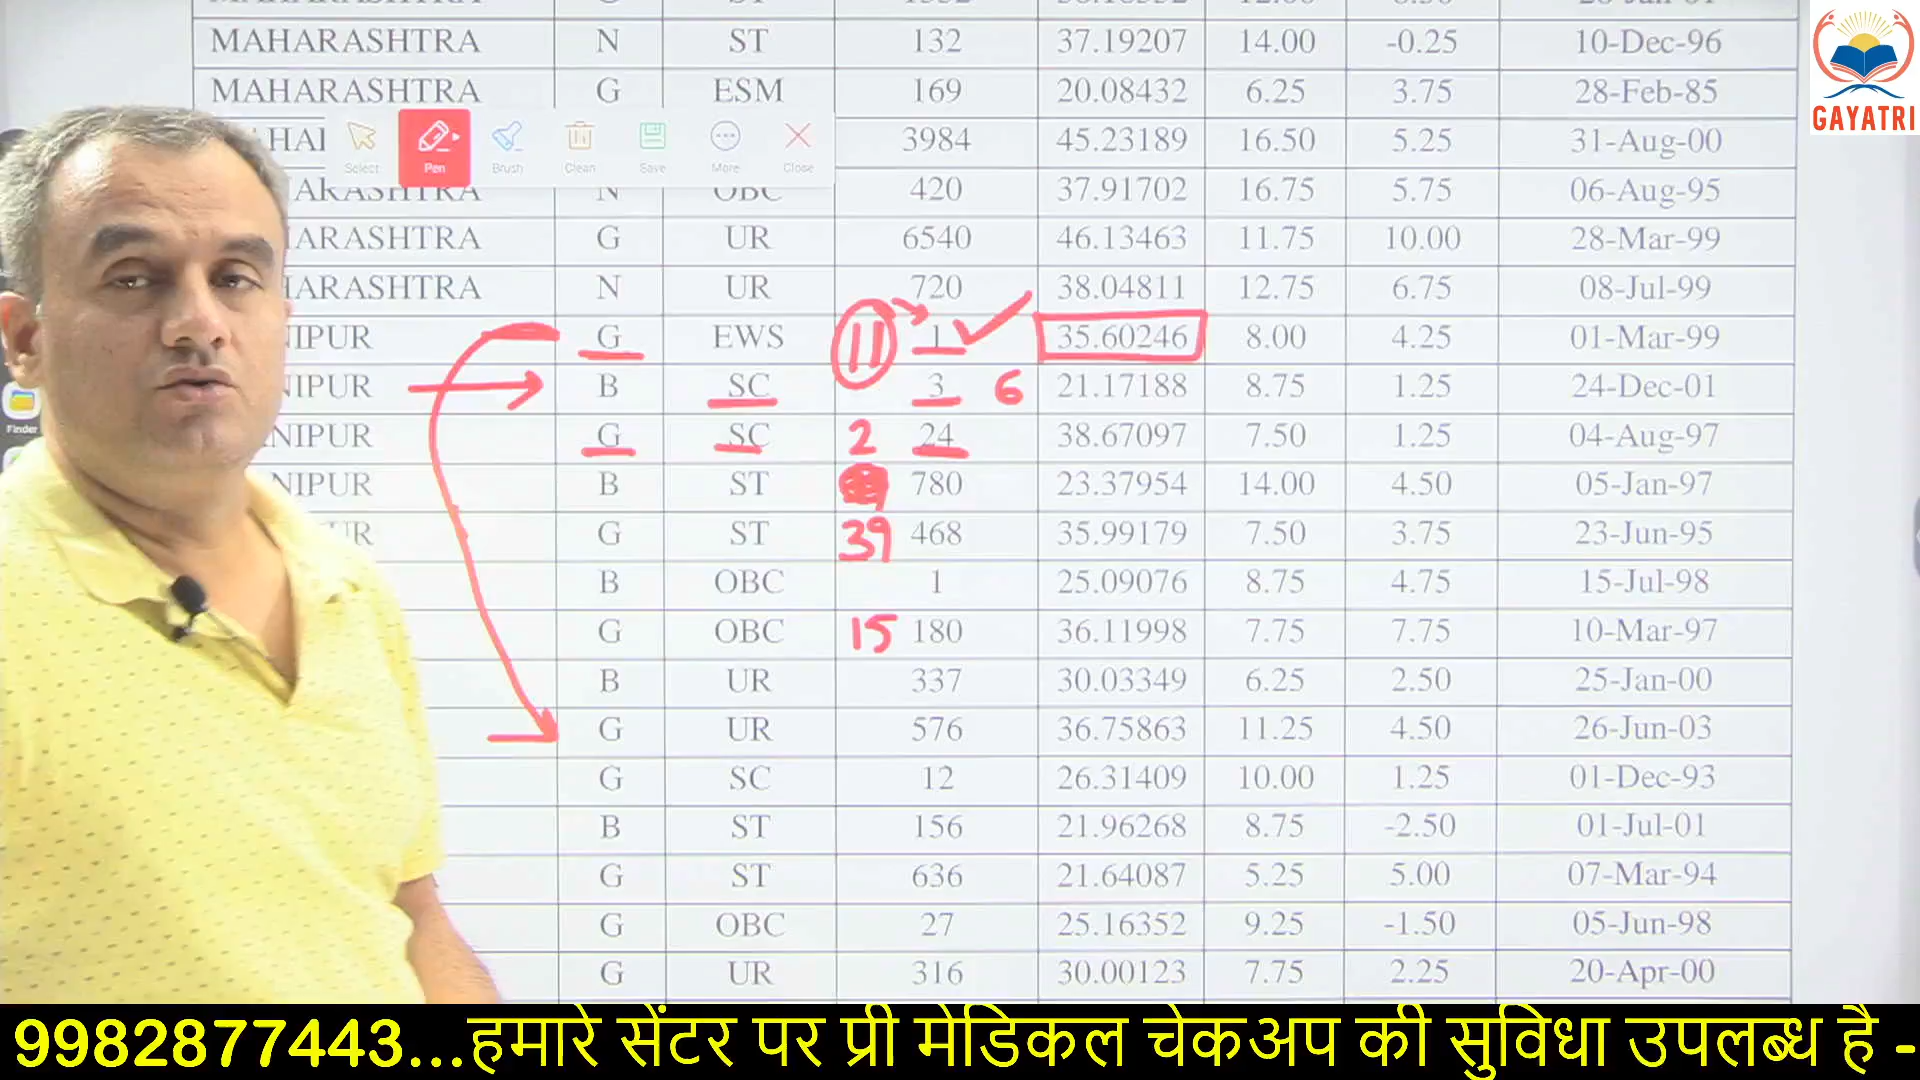 MAHARASHTRA N ST 132 37.19207 14.00 -0.25 10-Dec-96
MAHARASHTRA G ESM 169 20.08432 6.25 3.75 28-Feb-85
HAI 3984 45.23189 16.50 5.25 31-Aug-00
ARASHTRA N OBC 420 37.91702 16.75 5.75 06-Aug-95
ARASHTRA G UR 6540 46.13463 11.75 10.00 28-Mar-99
ARASHTRA N UR 720 38.04811 12.75 6.75 08-Jul-99
NIPUR G EWS 11 1 35.60246 8.00 4.25 01-Mar-99
NIPUR B SC 3 6 21.17188 8.75 1.25 24-Dec-01
NIPUR G SC 2 24 38.67097 7.50 1.25 04-Aug-97
NIPUR B ST 780 23.37954 14.00 4.50 05-Jan-97
UR G ST 39 468 35.99179 7.50 3.75 23-Jun-95
B OBC 1 25.09076 8.75 4.75 15-Jul-98
G OBC 15 180 36.11998 7.75 7.75 10-Mar-97
B UR 337 30.03349 6.25 2.50 25-Jan-00
G UR 576 36.75863 11.25 4.50 26-Jun-03
G SC 12 26.31409 10.00 1.25 01-Dec-93
B ST 156 21.96268 8.75 -2.50 01-Jul-01
G ST 636 21.64087 5.25 5.00 07-Mar-94
G OBC 27 25.16352 9.25 -1.50 05-Jun-98
G UR 316 30.00123 7.75 2.25 20-Apr-00
Select Pen Brush Clean Save More Close
Finder
GAYATRI
9982877443...हमारे सेंटर पर प्री मेडिकल चेकअप की सुविधा उपलब्ध है -